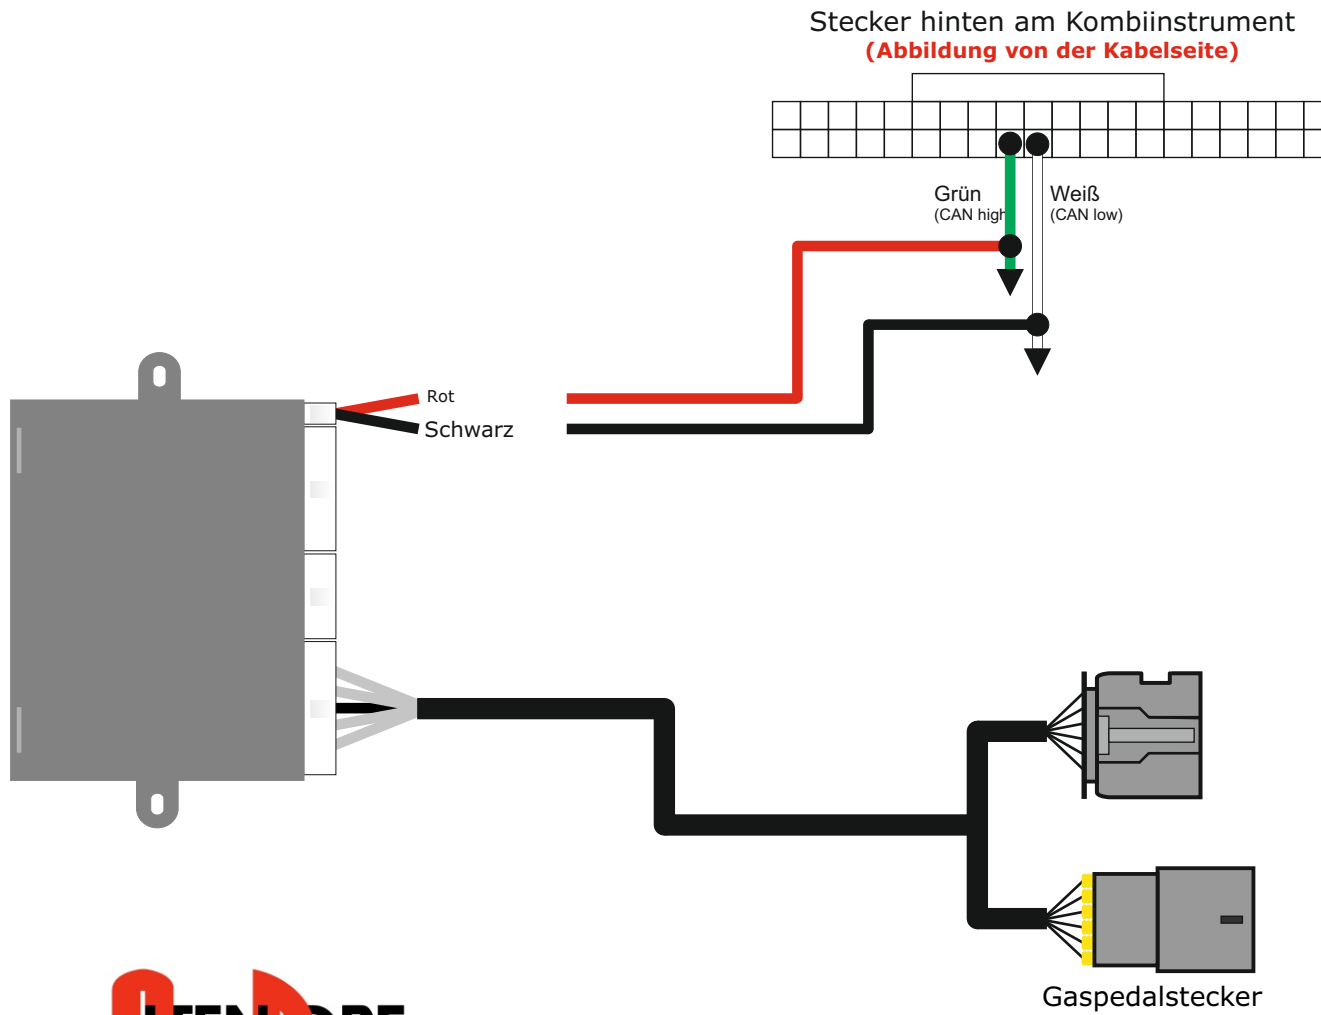 Stecker hinten am Kombiinstrument
(Abbildung von der Kabelseite)
Grün
(CAN high
Weiß
(CAN low)
Rot
Schwarz
Gaspedalstecker